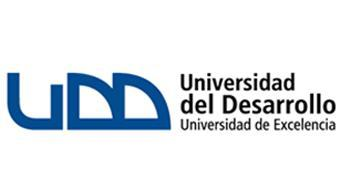 UDD
Universidad
del Desarrollo
Universidad de Excelencia